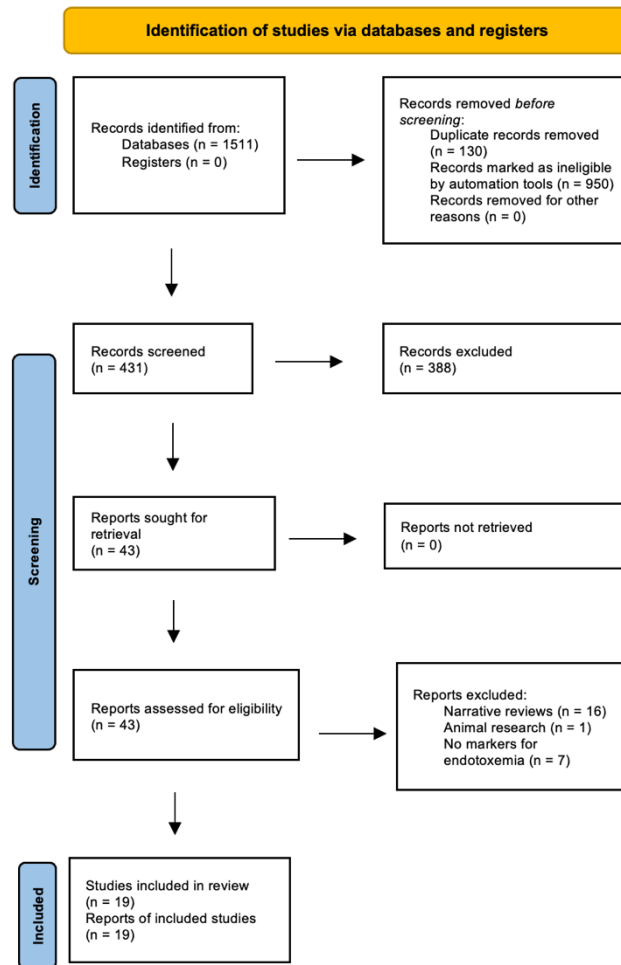 Identification of studies via databases and registers
Identification
Records identified from:
Databases (n = 1511)
Registers (n = 0)
Records removed before
screening:
Duplicate records removed
(n = 130)
Records marked as ineligible
by automation tools (n = 950)
Records removed for other
reasons (n = 0)
Screening
Records screened
(n = 431)
Records excluded
(n = 388)
Reports sought for
retrieval
(n = 43)
Reports not retrieved
(n = 0)
Reports assessed for eligibility
(n = 43)
Reports excluded:
Narrative reviews (n = 16)
Animal research (n = 1)
No markers for
endotoxemia (n = 7)
Included
Studies included in review
(n = 19)
Reports of included studies
(n = 19)